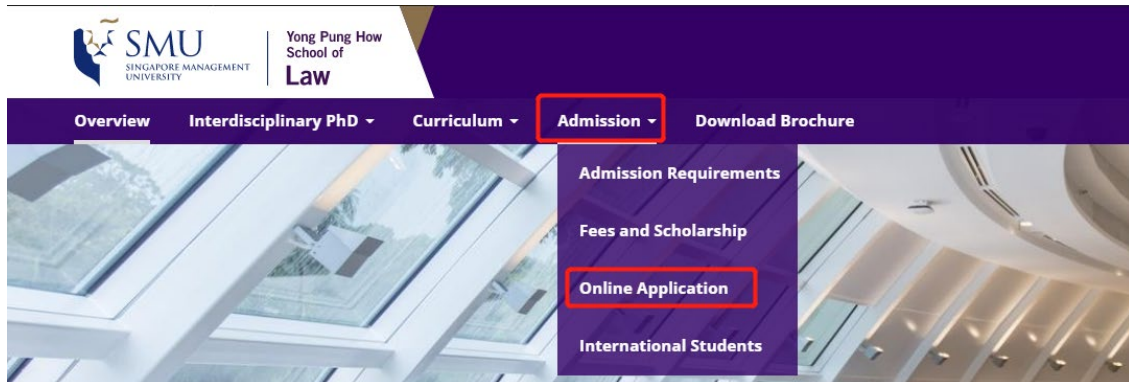 SMU
SINGAPORE MANAGEMENT
UNIVERSITY
Yong Pung How
School of
Law
Overview Interdisciplinary PhD Curriculum Admission Download Brochure
Admission Requirements
Fees and Scholarship
Online Application
International Students